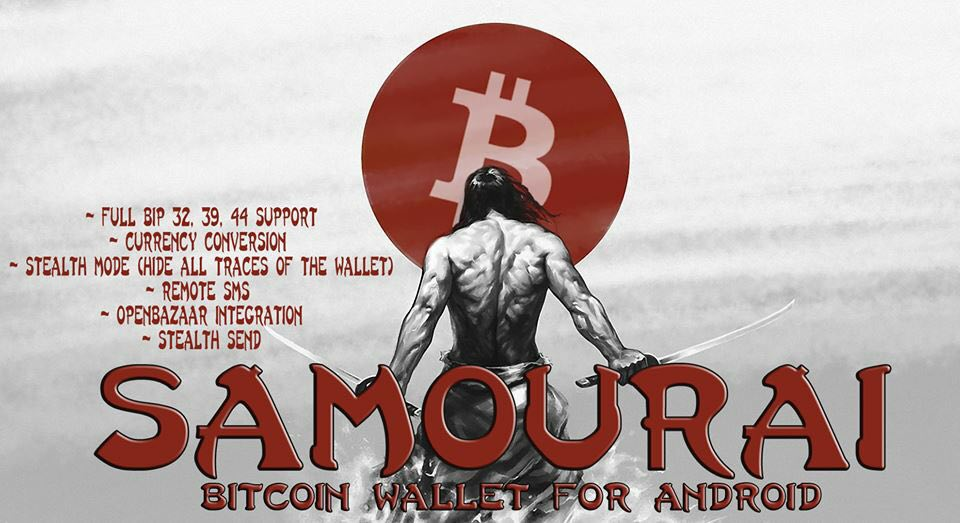 ~ FULL BIP 32, 39, 44 SUPPORT
~ CURRENCY CONVERSION
~ STEALTH MODE (HIDE ALL TRACES OF THE WALLET)
~ REMOTE SMS
~ OPENBAZAAR INTEGRATION
~ STEALTH SEND
SAMOURAI
BITCOIN WALLET FOR ANDROID